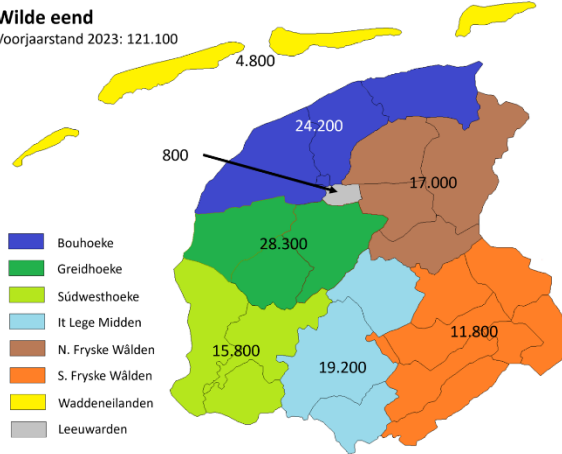 Wilde eend
Voorjaarstand 2023: 121.100
4.800
24.200
800
17.000
28.300
11.800
15.800
19.200
Bouhoeke
Greidhoeke
Súdwesthoeke
It Lege Midden
N. Fryske Wâlden
S. Fryske Wâlden
Waddeneilanden
Leeuwarden